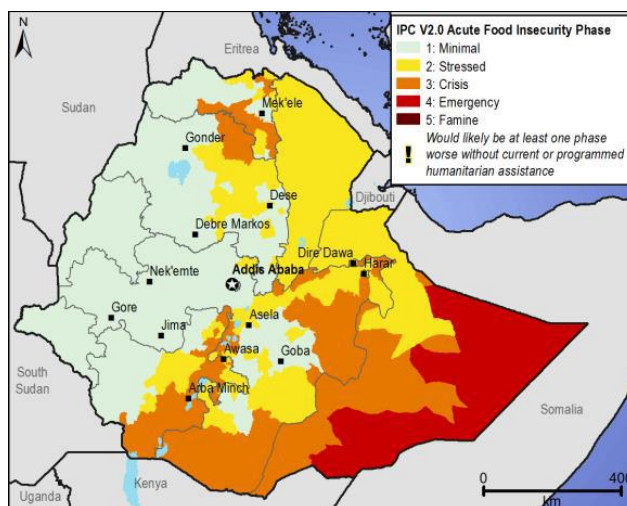 N
IPC V2.0 Acute Food Insecurity Phase
1: Minimal
2: Stressed
3: Crisis
4: Emergency
5: Famine
! Would likely be at least one phase
worse without current or programmed
humanitarian assistance
Eritrea
Sudan
Mek'ele
Gonder
Dese
Djibouti
Debre Markos
Dire Dawa
Harar
Nek'emte
Addis Ababa
Gore
Asela
Jima
Awasa
Goba
South
Sudan
Arba Minch
Somalia
Uganda
Kenya
0 400
km